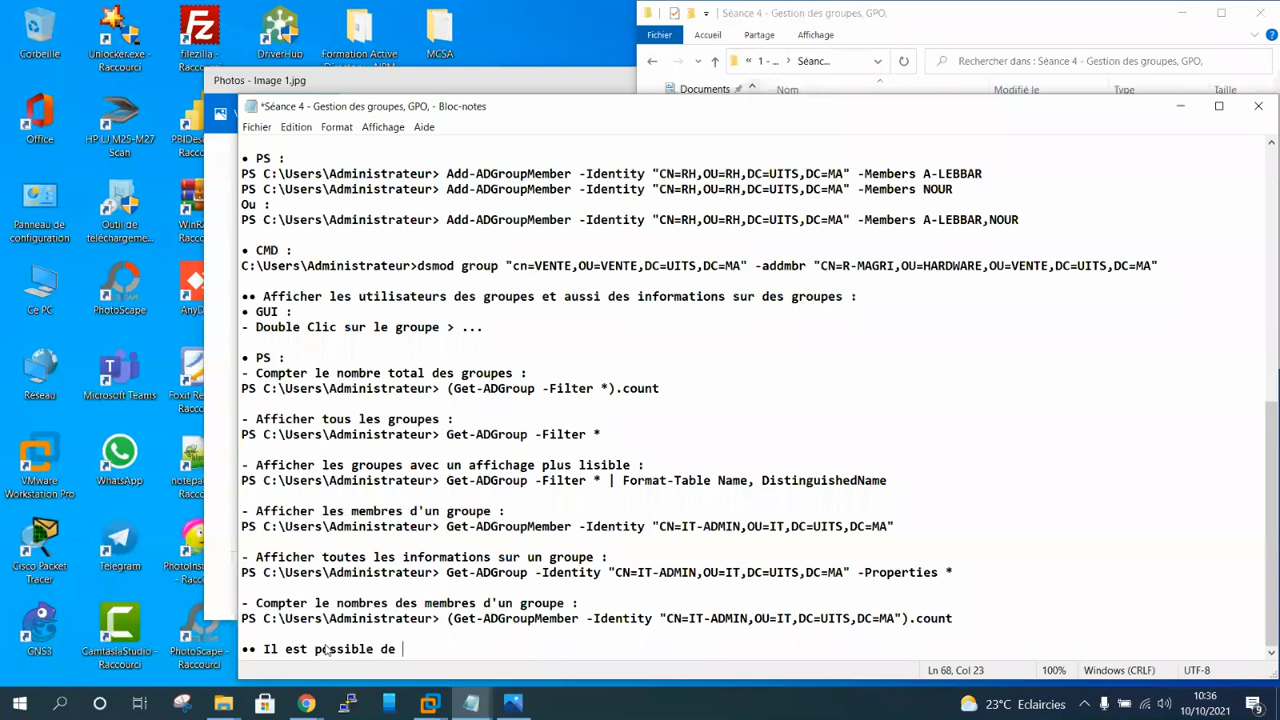 Corbeille
Unlocker.exe -
Raccourci
filezilla -
Raccourci
DriverHub
Formation Active
MCSA
Office
HP LJ M25-M27
Scan
Panneau de
configuration
Outil de
téléchargeme...
Ce PC
PhotoScape
Réseau
Microsoft Teams
VMware
Workstation Pro
WhatsApp
Cisco Packet
Tracer
Telegram
GNS3
CamtasiaStudio -
Raccourci
PhotoScape -
Raccourci
Photos - Image 1.jpg
Séance 4 - Gestion des groupes, GPO,
Fichier Accueil Partage Affichage
« 1 - ... > Séanc...
Rechercher dans : Séance 4 - Gestion des groupes, GPO,
Documents
Nom Modifié le Type Taille
*Séance 4 - Gestion des groupes, GPO, - Bloc-notes
Fichier Edition Format Affichage Aide
• PS :
PS C:\Users\Administrateur> Add-ADGroupMember -Identity "CN=RH,OU=RH,DC=UITS,DC=MA" -Members A-LEBBAR
PS C:\Users\Administrateur> Add-ADGroupMember -Identity "CN=RH,OU=RH,DC=UITS,DC=MA" -Members NOUR
Ou :
PS C:\Users\Administrateur> Add-ADGroupMember -Identity "CN=RH,OU=RH,DC=UITS,DC=MA" -Members A-LEBBAR,NOUR
• CMD :
C:\Users\Administrateur>dsmod group "cn=VENTE,OU=VENTE,DC=UITS,DC=MA" -addmbr "CN=R-MAGRI,OU=HARDWARE,OU=VENTE,DC=UITS,DC=MA"
•• Afficher les utilisateurs des groupes et aussi des informations sur des groupes :
• GUI :
- Double Clic sur le groupe > ...
• PS :
- Compter le nombre total des groupes :
PS C:\Users\Administrateur> (Get-ADGroup -Filter *).count
- Afficher tous les groupes :
PS C:\Users\Administrateur> Get-ADGroup -Filter *
- Afficher les groupes avec un affichage plus lisible :
PS C:\Users\Administrateur> Get-ADGroup -Filter * | Format-Table Name, DistinguishedName
- Afficher les membres d'un groupe :
PS C:\Users\Administrateur> Get-ADGroupMember -Identity "CN=IT-ADMIN,OU=IT,DC=UITS,DC=MA"
- Afficher toutes les informations sur un groupe :
PS C:\Users\Administrateur> Get-ADGroup -Identity "CN=IT-ADMIN,OU=IT,DC=UITS,DC=MA" -Properties *
- Compter le nombres des membres d'un groupe :
PS C:\Users\Administrateur> (Get-ADGroupMember -Identity "CN=IT-ADMIN,OU=IT,DC=UITS,DC=MA").count
•• Il est possible de
Ln 68, Col 23 100% Windows (CRLF) UTF-8
23°C Eclaircies
10:36
10/10/2021